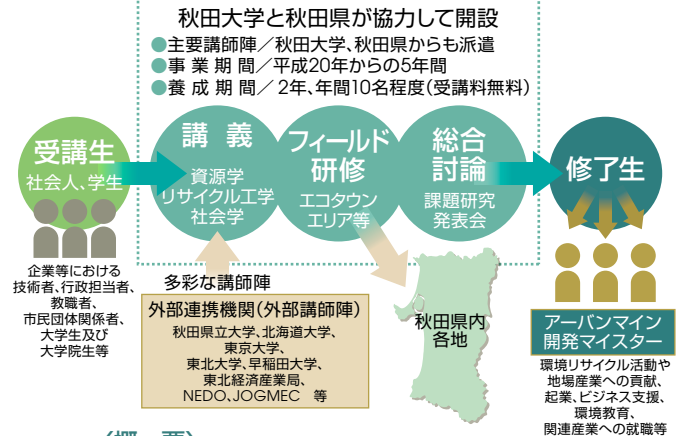 秋田大学と秋田県が協力して開設
●主要講師陣／秋田大学、秋田県からも派遣
●事業期間／平成20年からの5年間
●養成期間／2年、年間10名程度(受講料無料)
受講生
社会人、学生
講義
資源学
リサイクル工学
社会学
フィールド
研修
エコタウン
エリア等
総合
討論
課題研究
発表会
修了生
企業等における
技術者、行政担当者、
教職者、
市民団体関係者、
大学生及び
大学院生等
多彩な講師陣
外部連携機関(外部講師陣)
秋田県立大学、北海道大学、
東京大学、
東北大学、早稲田大学、
東北経済産業局、
NEDO、JOGMEC 等
秋田県内
各地
アーバンマイン
開発マイスター
環境リサイクル活動や
地場産業への貢献、
起業、ビジネス支援、
環境教育、
関連産業への就職等